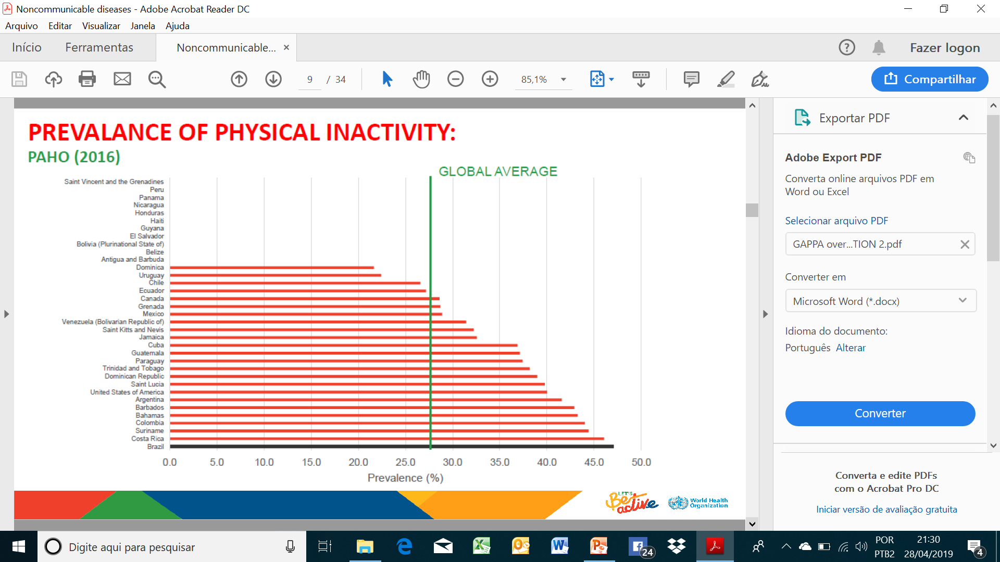 Noncommunicable diseases - Adobe Acrobat Reader DC
Arquivo Editar Visualizar Janela Ajuda
Início Ferramentas Noncommunicable... × Fazer logon
9 / 34 85,1% Compartilhar
PREVALANCE OF PHYSICAL INACTIVITY:
PAHO (2016)
GLOBAL AVERAGE
Saint Vincent and the Grenadines
Peru
Panama
Nicaragua
Honduras
Haiti
Guyana
El Salvador
Bolivia (Plurinational State of)
Belize
Antigua and Barbuda
Dominica
Uruguay
Chile
Ecuador
Canada
Grenada
Mexico
Venezuela (Bolivarian Republic of)
Saint Kitts and Nevis
Jamaica
Cuba
Guatemala
Paraguay
Trinidad and Tobago
Dominican Republic
Saint Lucia
United States of America
Argentina
Barbados
Bahamas
Colombia
Suriname
Costa Rica
Brazil
0.0 5.0 10.0 15.0 20.0 25.0 30.0 35.0 40.0 45.0 50.0
Prevalence (%)
LET'S
Be
active
World Health
Organization
Exportar PDF
Adobe Export PDF
Converta online arquivos PDF em
Word ou Excel
Selecionar arquivo PDF
GAPPA over...TION 2.pdf
Converter em
Microsoft Word (*.docx)
Idioma do documento:
Português Alterar
Converter
Converta e edite PDFs
com o Acrobat Pro DC
Iniciar versão de avaliação gratuita
Digite aqui para pesquisar
24
POR
PTB2
21:30
28/04/2019
4